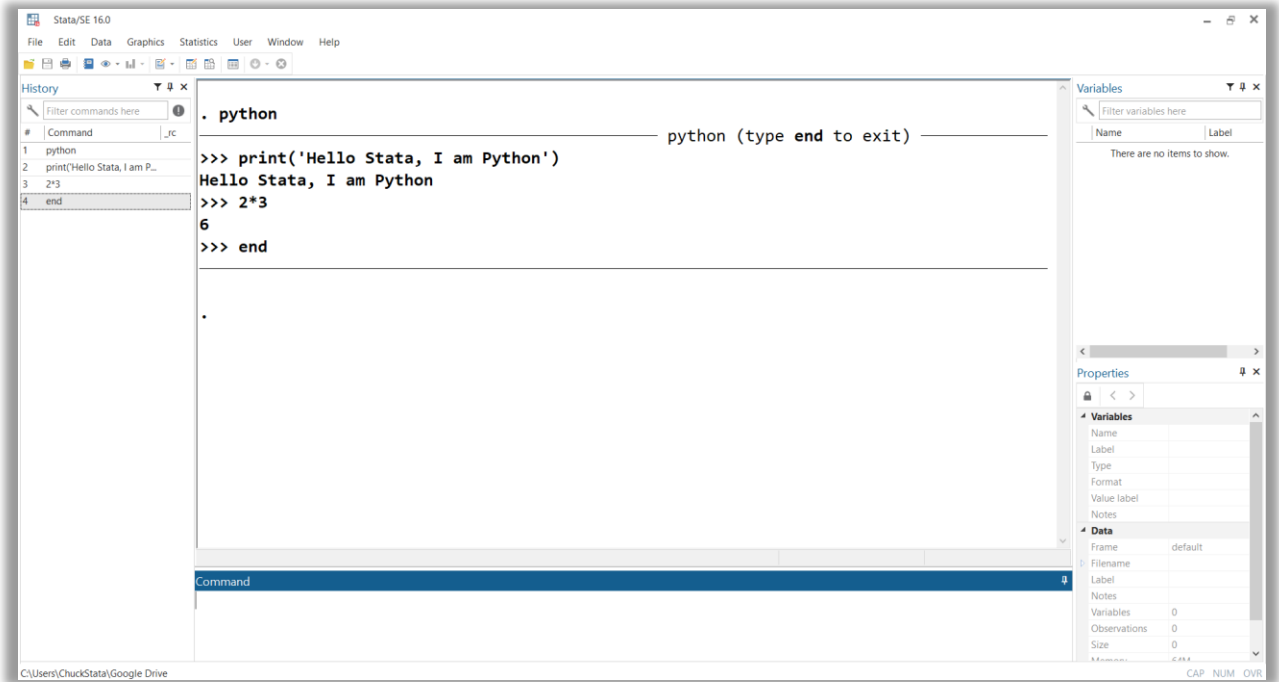 Stata/SE 16.0
File Edit Data Graphics Statistics User Window Help
History
Filter commands here
# Command _rc
1 python
2 print('Hello Stata, I am P...
3 2*3
4 end
. python
python (type end to exit)
>>> print('Hello Stata, I am Python')
Hello Stata, I am Python
>>> 2*3
6
>>> end
.
Command
Variables
Filter variables here
Name Label
There are no items to show.
Properties
Variables
Name
Label
Type
Format
Value label
Notes
Data
Frame default
Filename
Label
Notes
Variables 0
Observations 0
Size 0
Memory 64M
C:\Users\ChuckStata\Google Drive
CAP NUM OVR